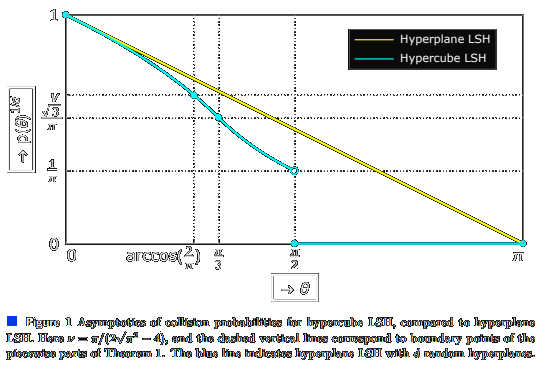 1
Hyperplane LSH
Hypercube LSH
ν
√3/π
1/π
0
→ p(θ)^{1/d}
0
arccos(2/π)
π/3
π/2
π
→ θ
Figure 1 Asymptotics of collision probabilities for hypercube LSH, compared to hyperplane
LSH. Here ν = π/(2√π² − 4), and the dashed vertical lines correspond to boundary points of the
piecewise parts of Theorem 1. The blue line indicates hyperplane LSH with d random hyperplanes.